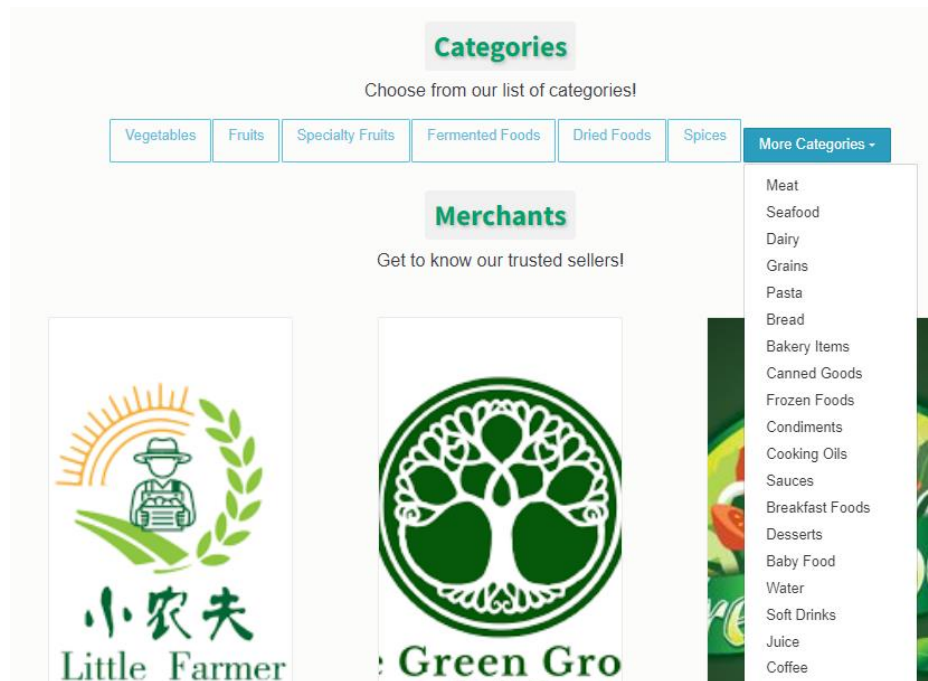 Categories
Choose from our list of categories!
Vegetables
Fruits
Specialty Fruits
Fermented Foods
Dried Foods
Spices
More Categories
Meat
Seafood
Dairy
Grains
Pasta
Bread
Bakery Items
Canned Goods
Frozen Foods
Condiments
Cooking Oils
Sauces
Breakfast Foods
Desserts
Baby Food
Water
Soft Drinks
Juice
Coffee
Merchants
Get to know our trusted sellers!
小农夫
Little Farmer
e Green Gro